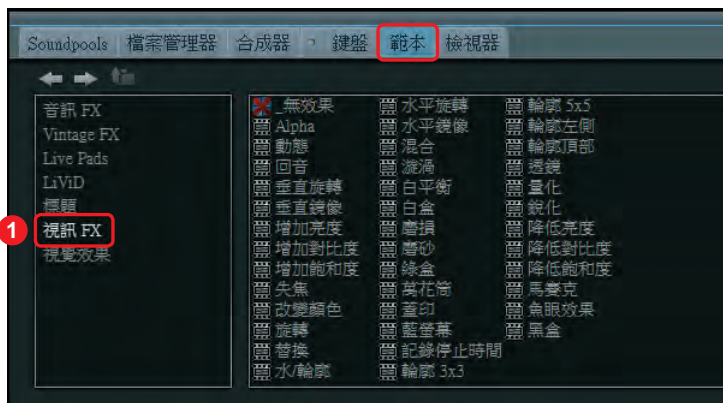 Soundpools 檔案管理器 合成器 鍵盤 範本 檢視器
音訊 FX
Vintage FX
Live Pads
LiViD
標題
1 視訊 FX
視覺效果
_無效果
Alpha
動態
回音
垂直旋轉
垂直鏡像
增加亮度
增加對比度
增加飽和度
失焦
改變顏色
旋轉
替換
水/輪廓
水平旋轉
水平鏡像
混合
漩渦
白平衡
白盒
磨損
磨砂
綠盒
萬花筒
蓋印
藍螢幕
記錄停止時間
輪廓 3x3
輪廓 5x5
輪廓左側
輪廓頂部
透鏡
量化
銳化
降低亮度
降低對比度
降低飽和度
馬賽克
魚眼效果
黑盒